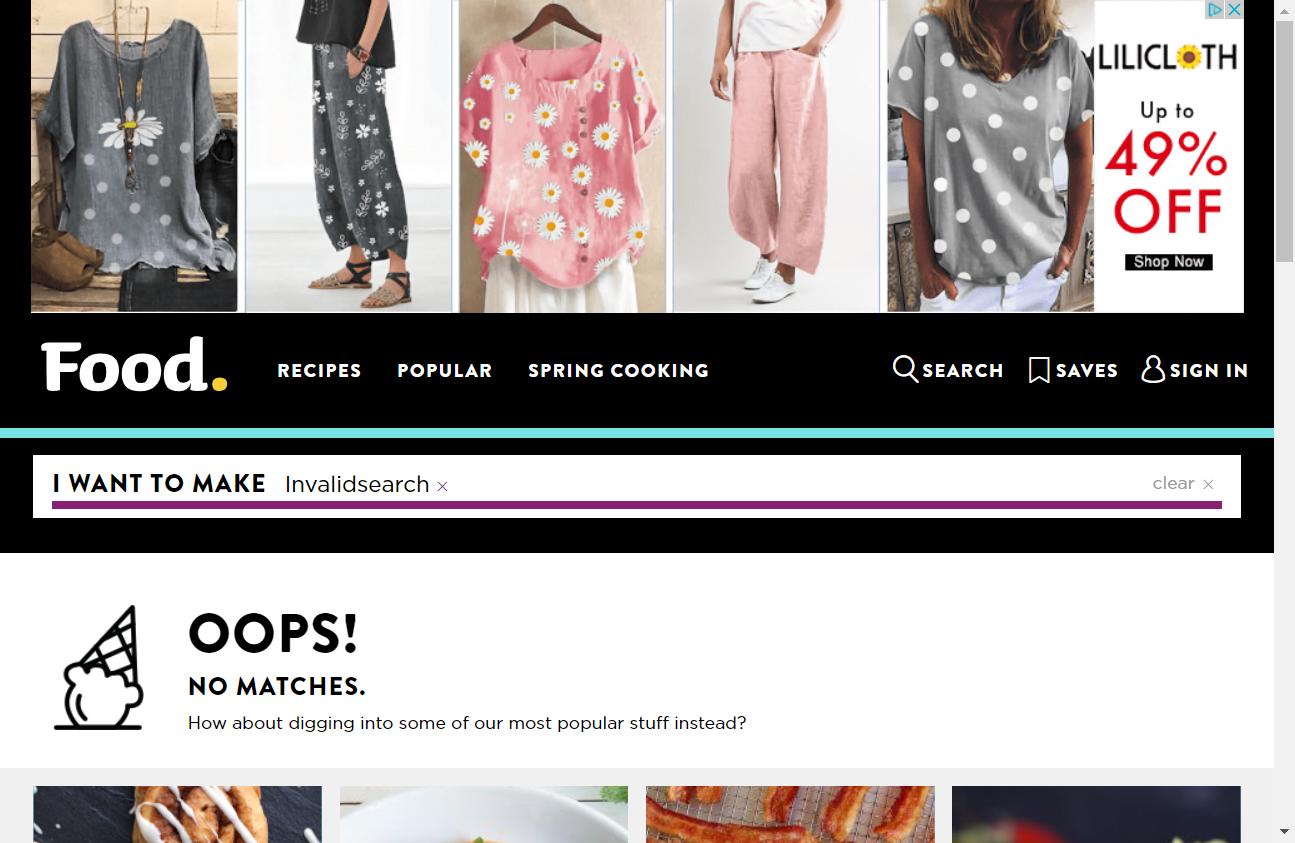 LILICLOTH
Up to
49%
OFF
Shop Now
Food.
RECIPES
POPULAR
SPRING COOKING
SEARCH
SAVES
SIGN IN
I WANT TO MAKE
Invalidsearch ×
clear ×
OOPS!
NO MATCHES.
How about digging into some of our most popular stuff instead?